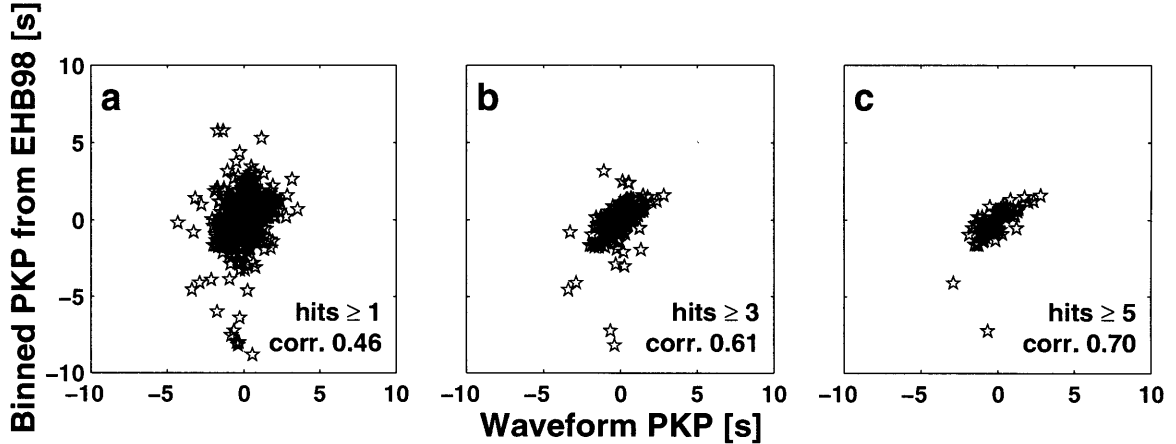 Binned PKP from EHB98 [s]
10
5
0
−5
−10
a
hits ≥ 1
corr. 0.46
−10 −5 0 5 10
b
hits ≥ 3
corr. 0.61
−10 −5 0 5 10
c
hits ≥ 5
corr. 0.70
−10 −5 0 5 10
Waveform PKP [s]